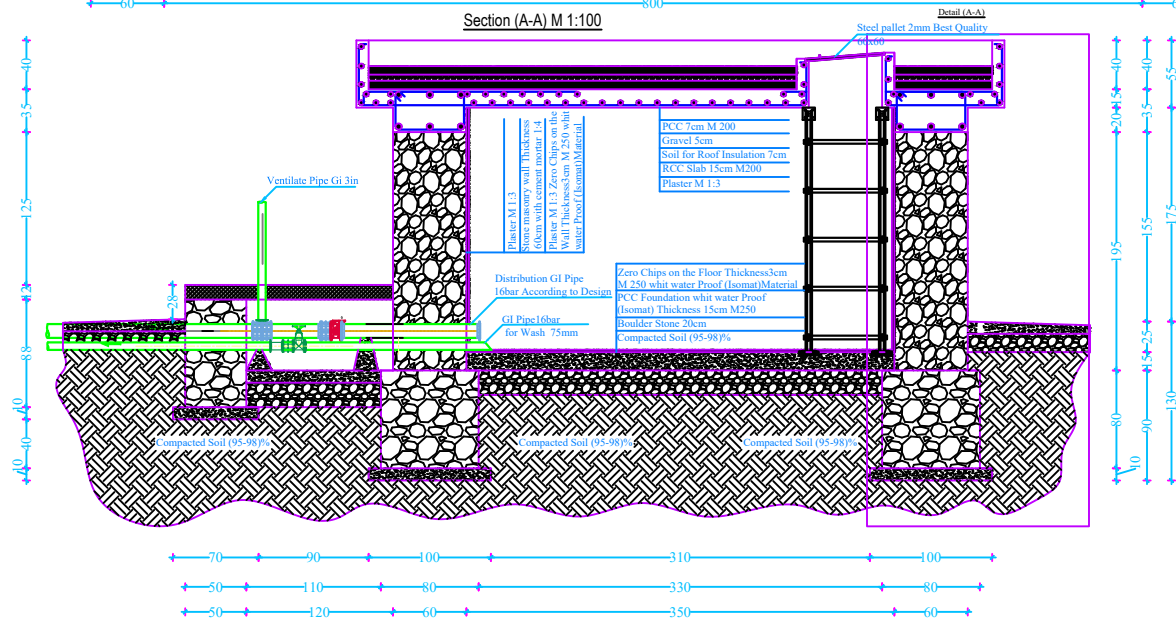 60
800
Section (A-A) M 1:100
Detail (A-A)
Steel pallet 2mm Best Quality
60x60
PCC 7cm M 200
Gravel 5cm
Soil for Roof Insulation 7cm
RCC Slab 15cm M200
Plaster M 1:3
Plaster M 1:3
Stone masonry wall Thickness
60cm with cement mortar 1:4
Plaster M 1:3 Zero Chips on the
Wall Thickness3cm M 250 whit
water Proof (Isomat)Material
Ventilate Pipe Gi 3in
Distribution GI Pipe
16bar According to Design
GI Pipe16bar
for Wash 75mm
Zero Chips on the Floor Thickness3cm
M 250 whit water Proof (Isomat)Material
PCC Foundation whit water Proof
(Isomat) Thickness 15cm M250
Boulder Stone 20cm
Compacted Soil (95-98)%
Compacted Soil (95-98)%
Compacted Soil (95-98)%
Compacted Soil (95-98)%
40
35
125
28
88
10
40
10
40
15
20
195
80
10
40
155
25
15
90
55
175
70
90
100
310
100
50
110
80
330
80
50
120
60
350
60